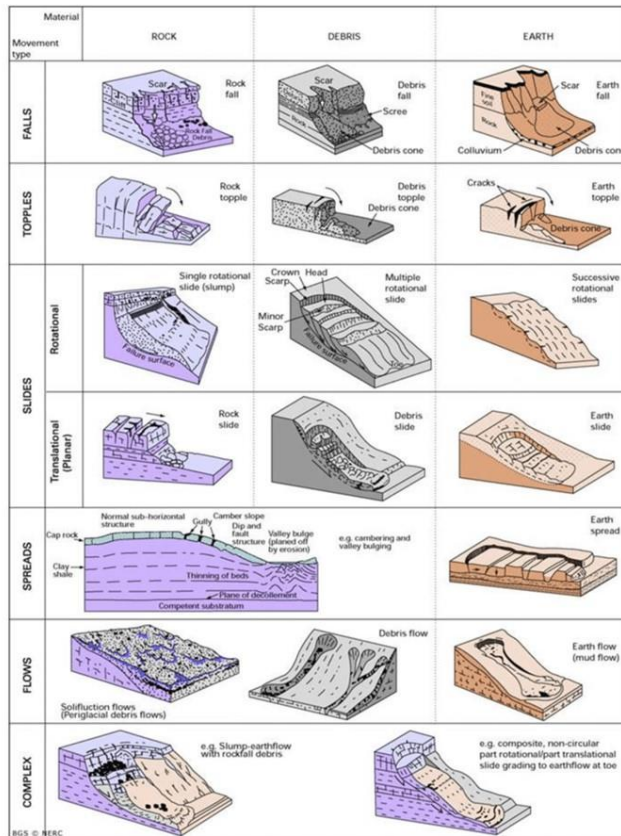 Material
Movement
type
ROCK
DEBRIS
EARTH
FALLS
Scar
Rock
fall
Rock Fall
Debris
Scar
Debris
fall
Scree
Rock
Debris cone
Fine
soil
Rock
Scar
Earth
fall
Colluvium
Debris cone
TOPPLES
Rock
topple
Debris
topple
Debris cone
Cracks
Earth
topple
Debris cone
SLIDES
Rotational
Single rotational
slide (slump)
Failure surface
Crown
Head
Scarp
Minor
Scarp
Failure surface
Multiple
rotational
slide
Successive
rotational
slides
Translational
(Planar)
Rock
slide
Debris
slide
Earth
slide
SPREADS
Normal sub-horizontal
structure
Camber slope
Gully
Dip and
fault
structure
Valley bulge
(planed off
by erosion)
Cap rock
Clay
shale
Thinning of beds
Plane of decollement
Competent substratum
e.g. cambering and
valley bulging
Earth
spread
FLOWS
Solifluction flows
(Periglacial debris flows)
Debris flow
Earth flow
(mud flow)
COMPLEX
e.g. Slump-earthflow
with rockfall debris
e.g. composite, non-circular
part rotational/part translational
slide grading to earthflow at toe
BGS © NERC